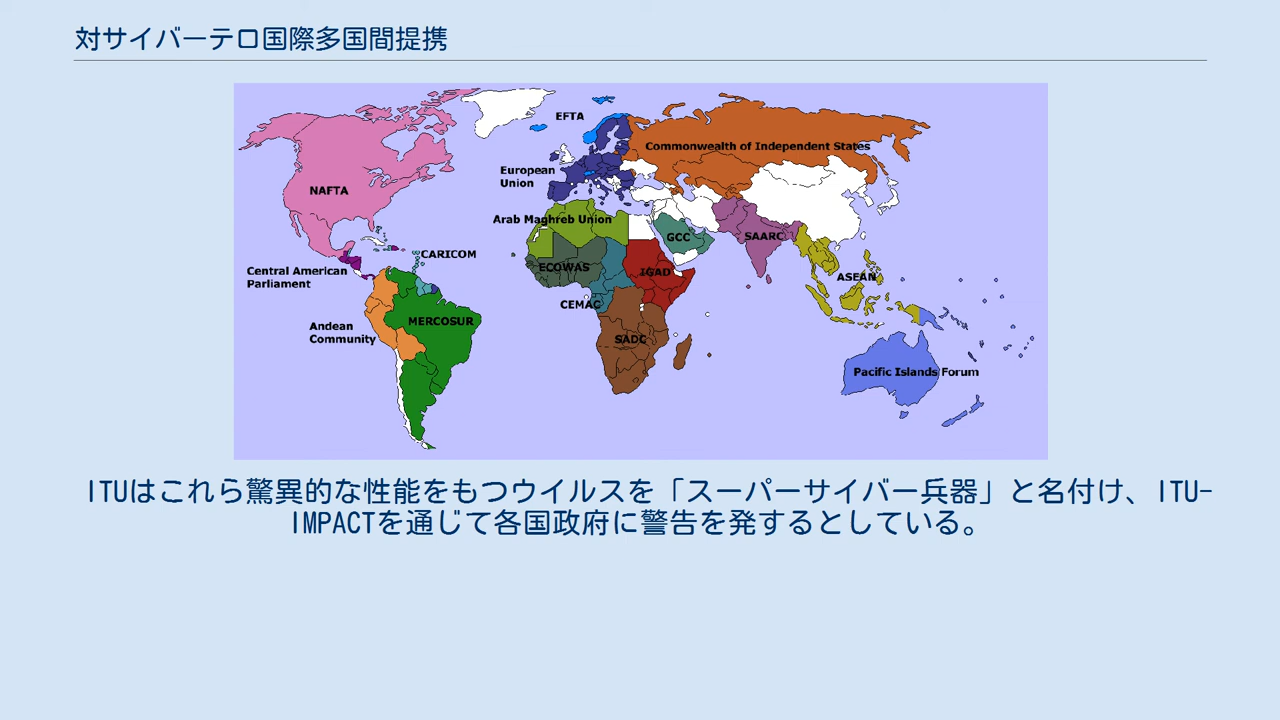 対サイバーテロ国際多国間提携
EFTA
Commonwealth of Independent States
European
Union
NAFTA
Arab Maghreb Union
GCC
SAARC
CARICOM
ECOWAS
IGAD
ASEAN
Central American
Parliament
CEMAC
MERCOSUR
Andean
Community
SADC
Pacific Islands Forum
ITUはこれら驚異的な性能をもつウイルスを「スーパーサイバー兵器」と名付け、ITU-
IMPACTを通じて各国政府に警告を発するとしている。